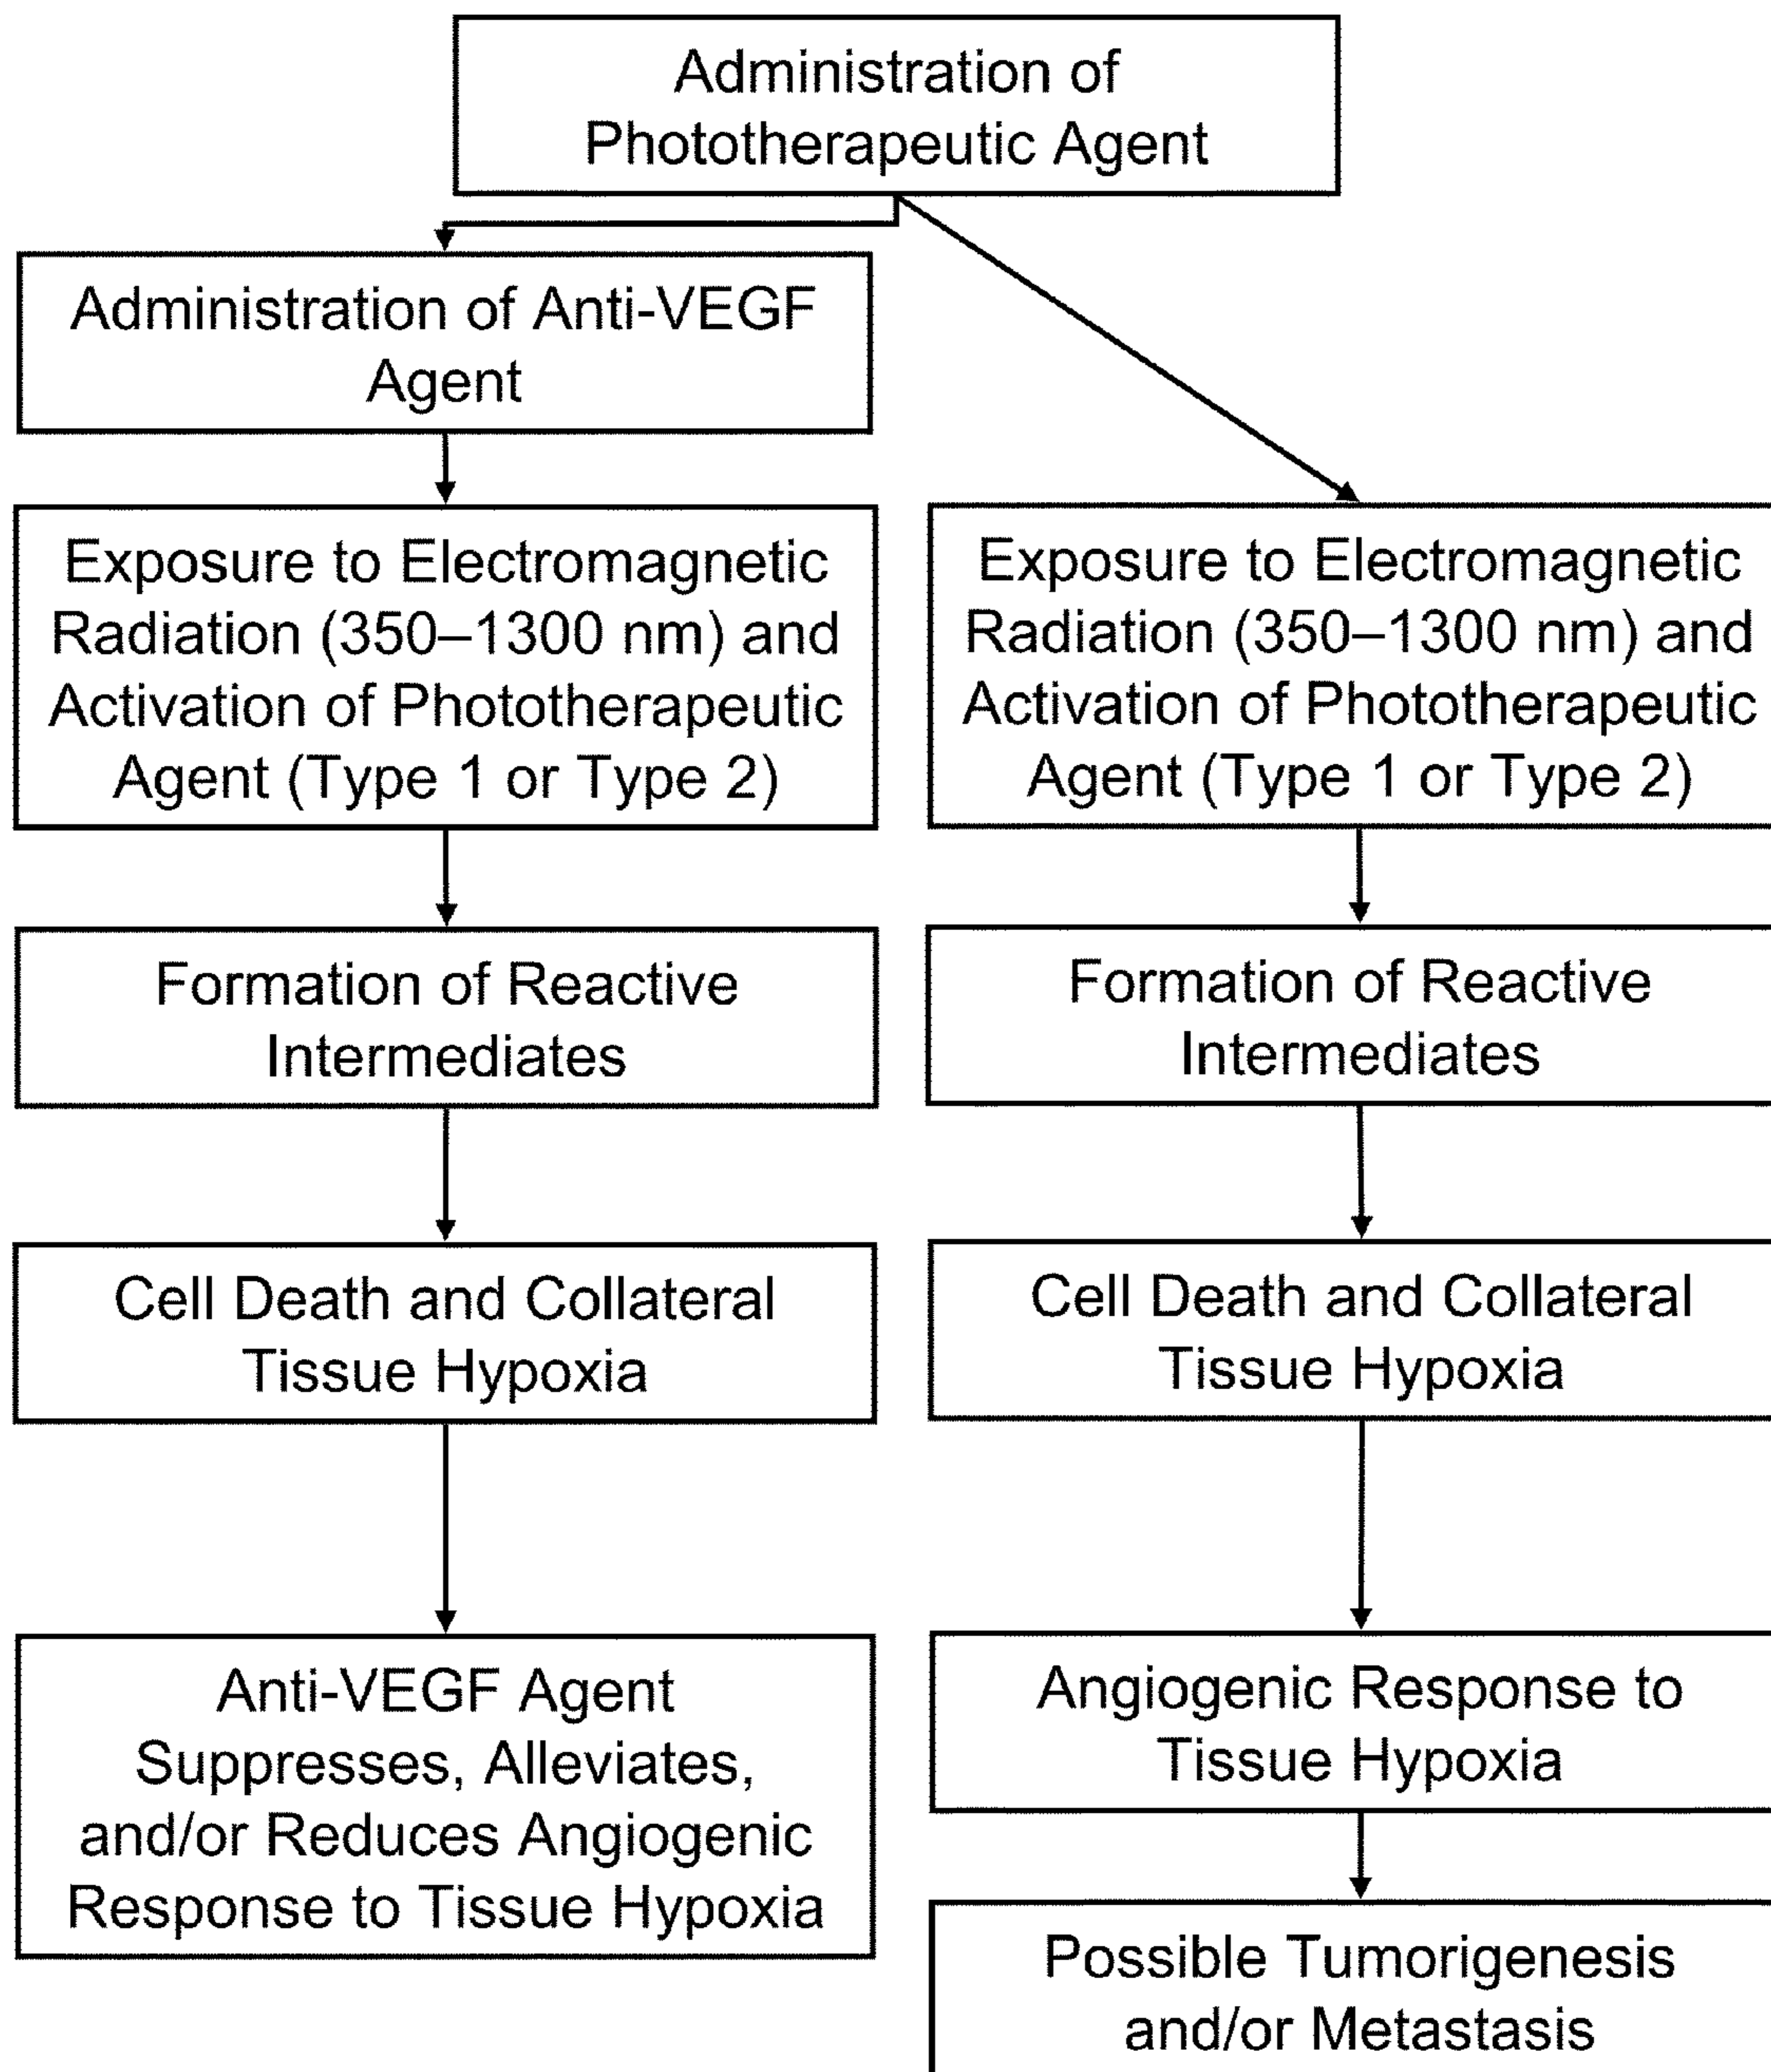 Administration of
Phototherapeutic Agent
Administration of Anti-VEGF
Agent
Exposure to Electromagnetic
Radiation (350–1300 nm) and
Activation of Phototherapeutic
Agent (Type 1 or Type 2)
Formation of Reactive
Intermediates
Cell Death and Collateral
Tissue Hypoxia
Anti-VEGF Agent
Suppresses, Alleviates,
and/or Reduces Angiogenic
Response to Tissue Hypoxia
Exposure to Electromagnetic
Radiation (350–1300 nm) and
Activation of Phototherapeutic
Agent (Type 1 or Type 2)
Formation of Reactive
Intermediates
Cell Death and Collateral
Tissue Hypoxia
Angiogenic Response to
Tissue Hypoxia
Possible Tumorigenesis
and/or Metastasis